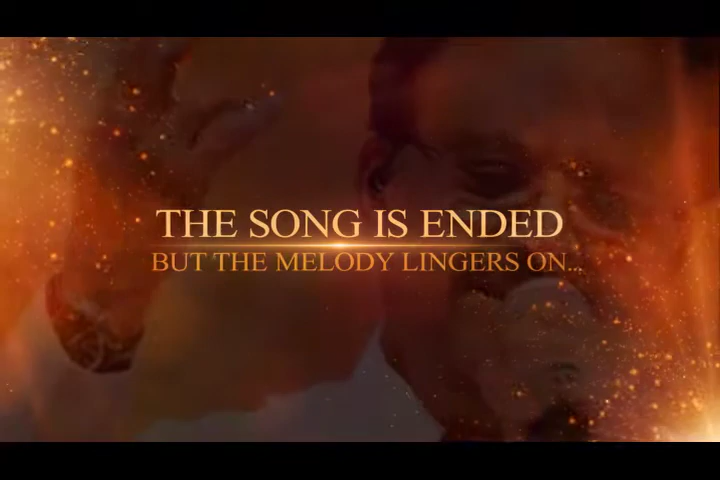 THE SONG IS ENDED
BUT THE MELODY LINGERS ON...